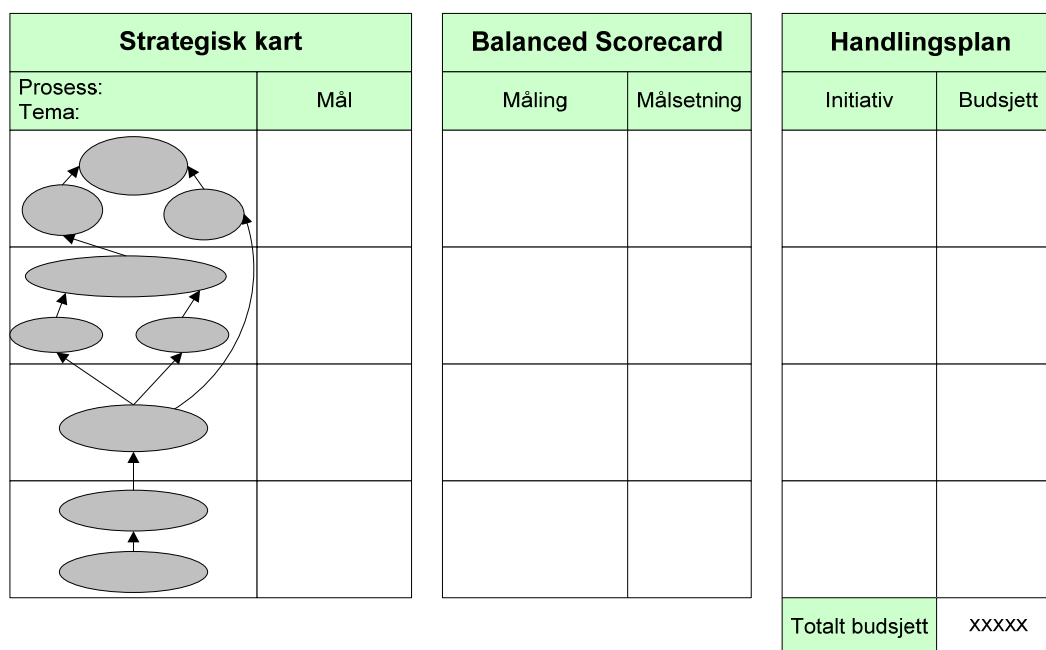 Strategisk kart
Prosess:
Tema:
Mål
Balanced Scorecard
Måling
Målsetning
Handlingsplan
Initiativ
Budsjett
Totalt budsjett
xxxxx